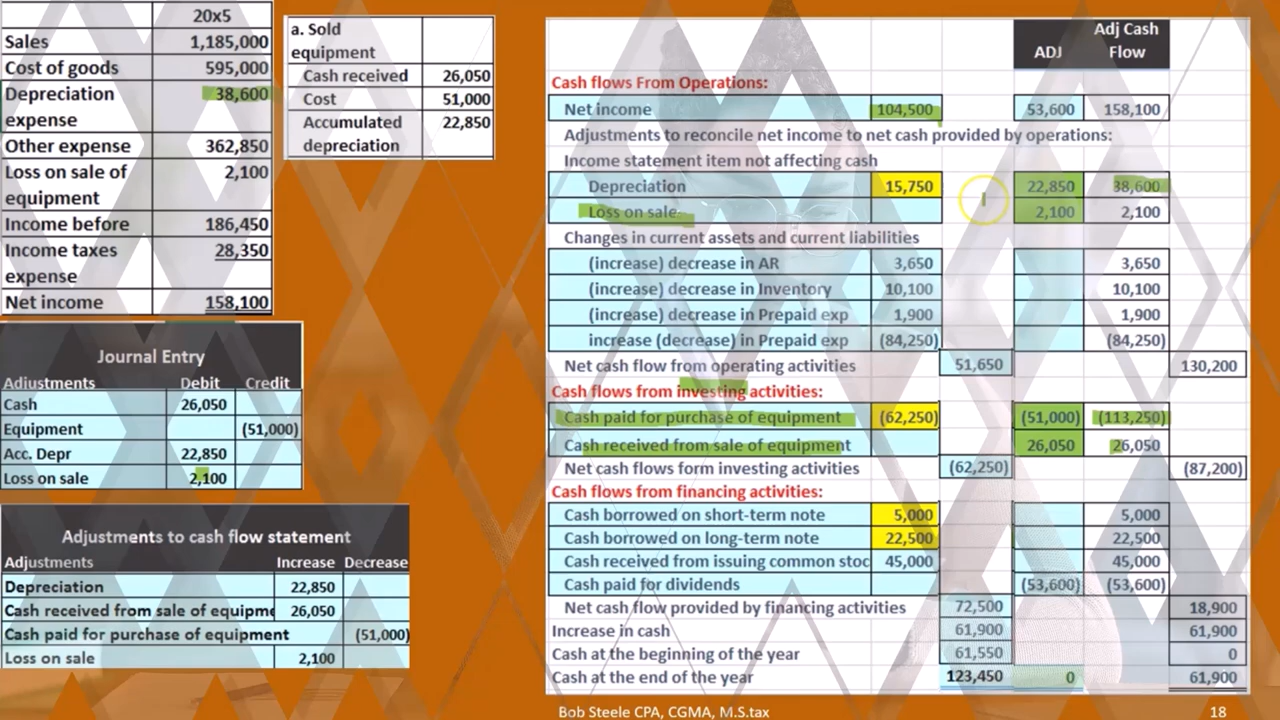 20x5
Sales 1,185,000
Cost of goods 595,000
Depreciation 38,600
expense
Other expense 362,850
Loss on sale of 2,100
equipment
Income before 186,450
Income taxes 28,350
expense
Net income 158,100
a. Sold
equipment
Cash received 26,050
Cost 51,000
Accumulated 22,850
depreciation
Journal Entry
Adjustments Debit Credit
Cash 26,050
Equipment (51,000)
Acc. Depr 22,850
Loss on sale 2,100
Adjustments to cash flow statement
Adjustments Increase Decrease
Depreciation 22,850
Cash received from sale of equipme 26,050
Cash paid for purchase of equipment (51,000)
Loss on sale 2,100
Adj Cash
ADJ Flow
Cash flows From Operations:
Net income 104,500 53,600 158,100
Adjustments to reconcile net income to net cash provided by operations:
Income statement item not affecting cash
Depreciation 15,750 22,850 38,600
Loss on sale 2,100 2,100
Changes in current assets and current liabilities
(increase) decrease in AR 3,650 3,650
(increase) decrease in Inventory 10,100 10,100
(increase) decrease in Prepaid exp 1,900 1,900
increase (decrease) in Prepaid exp (84,250) (84,250)
Net cash flow from operating activities 51,650 130,200
Cash flows from investing activities:
Cash paid for purchase of equipment (62,250) (51,000) (113,250)
Cash received from sale of equipment 26,050 26,050
Net cash flows form investing activities (62,250) (87,200)
Cash flows from financing activities:
Cash borrowed on short-term note 5,000 5,000
Cash borrowed on long-term note 22,500 22,500
Cash received from issuing common stoc 45,000 45,000
Cash paid for dividends (53,600) (53,600)
Net cash flow provided by financing activities 72,500 18,900
Increase in cash 61,900 61,900
Cash at the beginning of the year 61,550 0
Cash at the end of the year 123,450 0 61,900
Bob Steele CPA, CGMA, M.S.tax 18